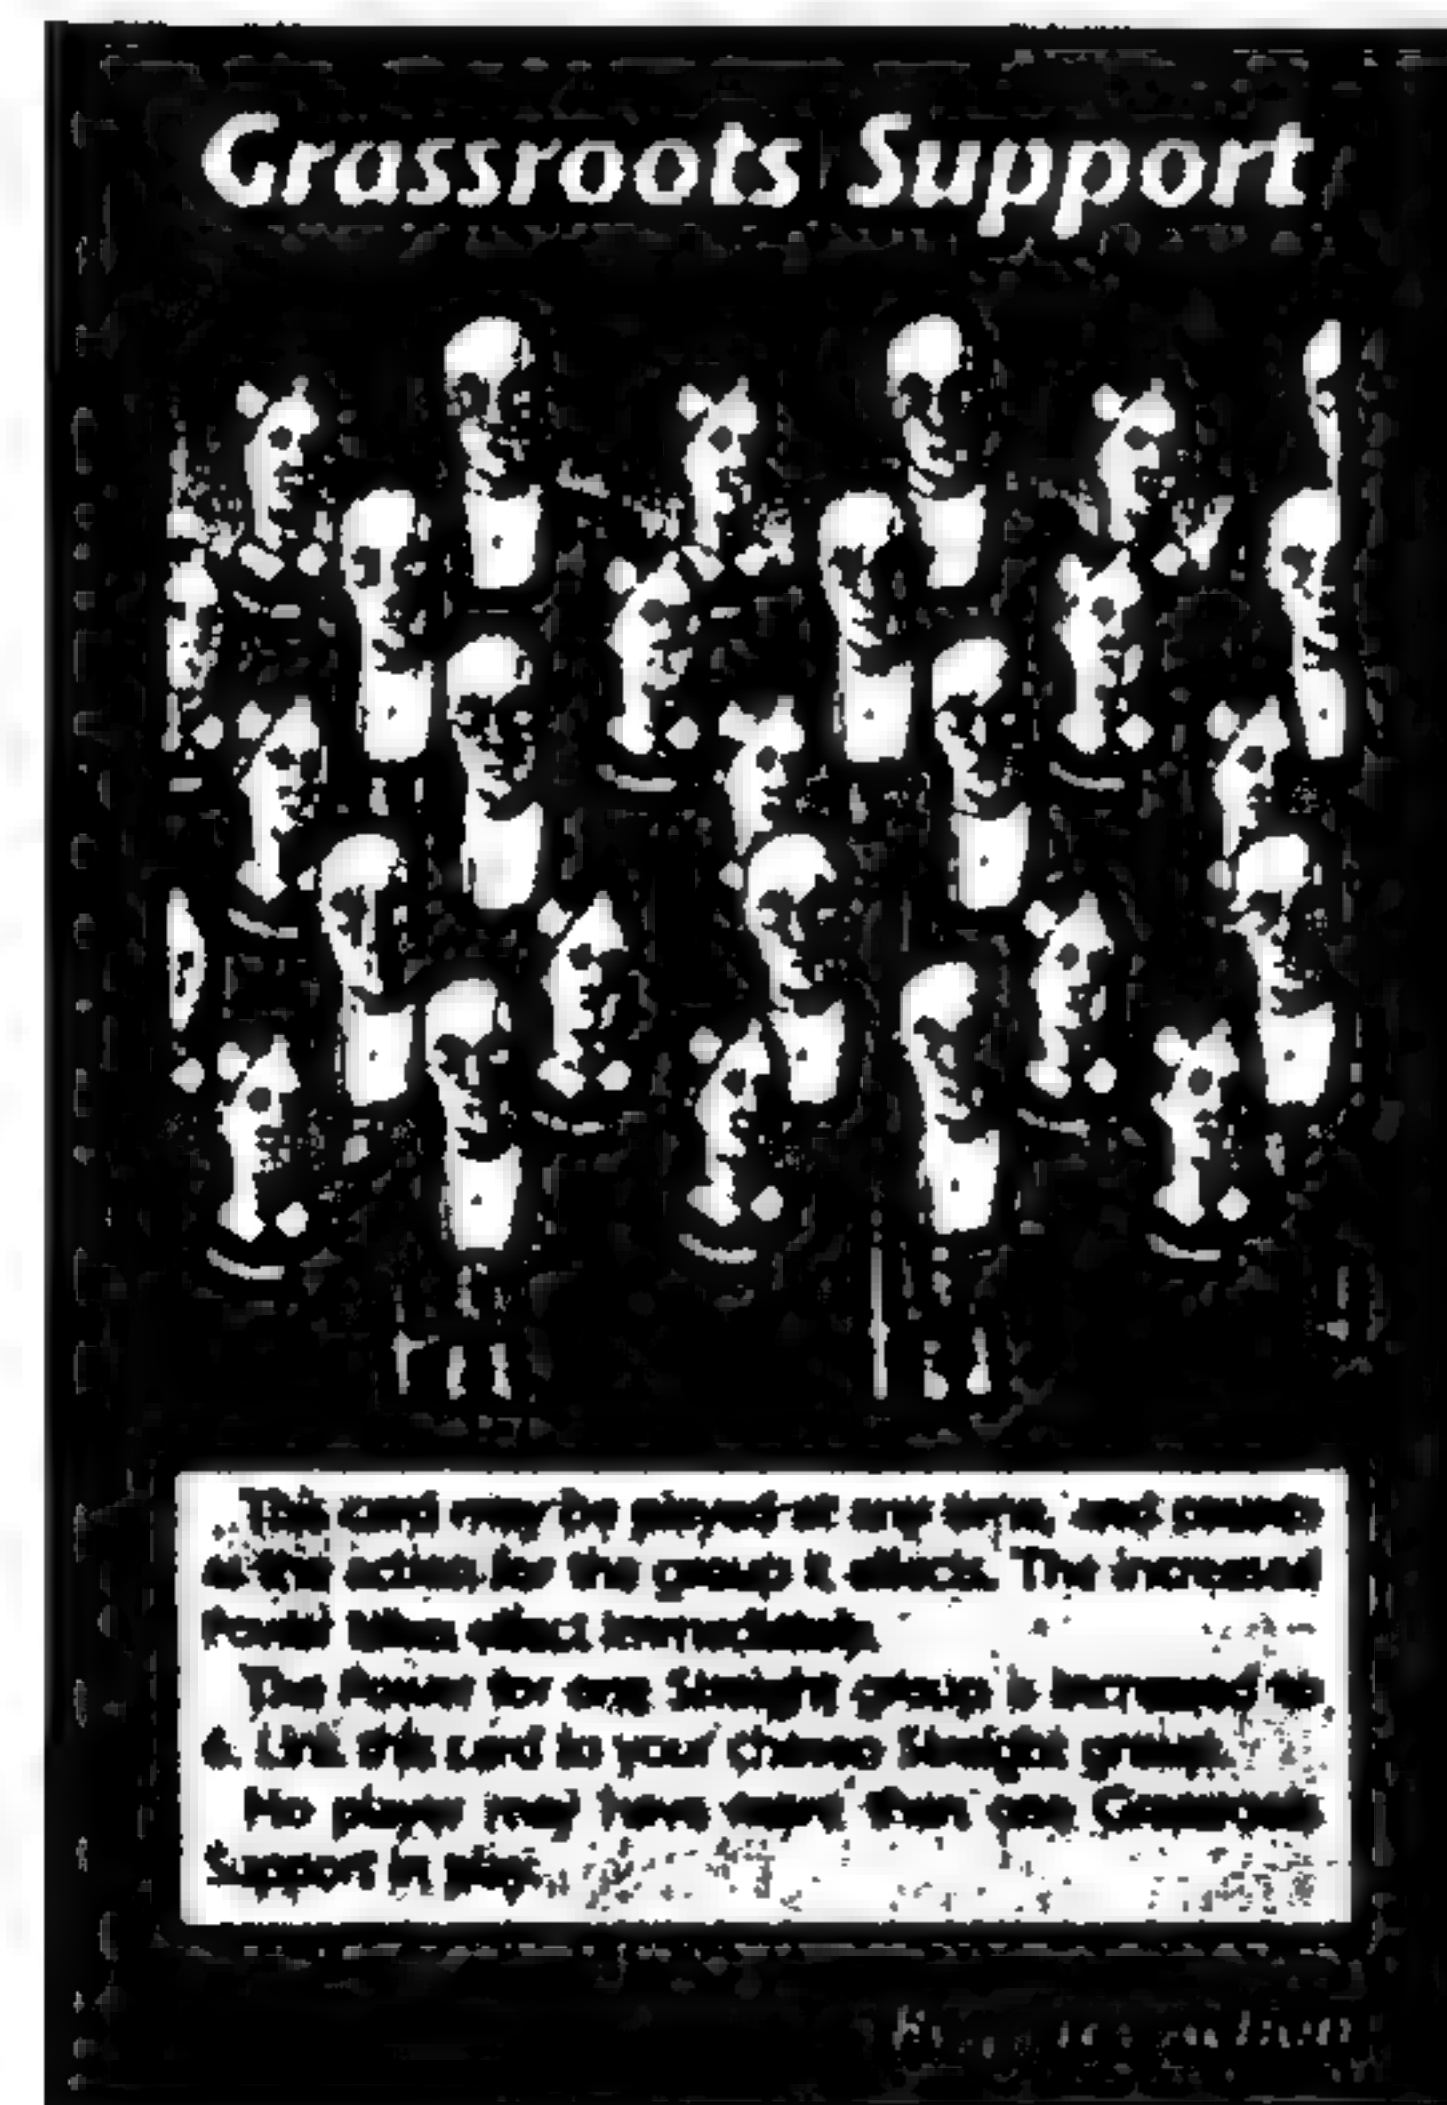 Grassroots Support
This card may be played at any time, and counts
as the action for the group it affects. The increased
Power takes effect immediately.
The Power for one Straight group is increased to
6. Link this card to your chosen Straight group.
No player may have more than one Grassroots
Support in play.